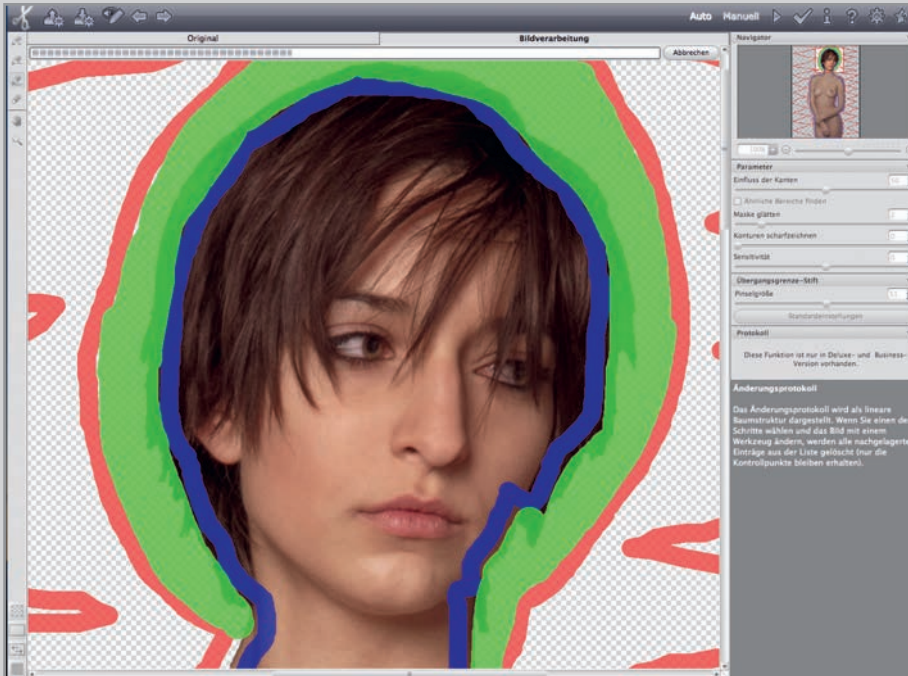 Auto Manuell
Original
Bildverarbeitung
Abbrechen
Navigator
Parameter
Einfluss der Kanten
Ähnliche Bereiche finden
Maske glätten
Konturen scharfzeichnen
Sensitivität
Übergangsgrenze-Stift
Pinselgröße
Standardeinstellungen
Protokoll
Diese Funktion ist nur in Deluxe- und Business-
Version vorhanden.
Änderungsprotokoll
Das Änderungsprotokoll wird als lineare
Baumstruktur dargestellt. Wenn Sie einen de
Schritte wählen und das Bild mit einem
Werkzeug ändern, werden alle nachgelagerte
Einträge aus der Liste gelöscht (nur die
Kontrollpunkte bleiben erhalten).